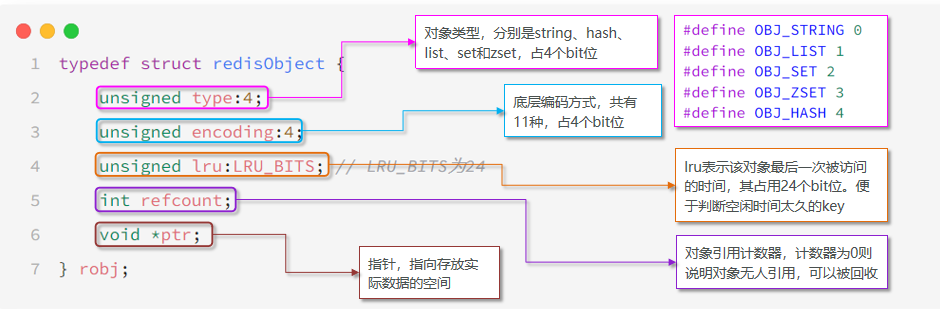 对象类型，分别是string、hash、
list、set和zset，占4个bit位
#define OBJ_STRING 0
#define OBJ_LIST 1
#define OBJ_SET 2
#define OBJ_ZSET 3
#define OBJ_HASH 4
1 typedef struct redisObject {
2 unsigned type:4;
3 unsigned encoding:4;
4 unsigned lru:LRU_BITS; // LRU_BITS为24
5 int refcount;
6 void *ptr;
7 } robj;
底层编码方式，共有
11种，占4个bit位
lru表示该对象最后一次被访问
的时间，其占用24个bit位。便
于判断空闲时间太久的key
对象引用计数器，计数器为0则
说明对象无人引用，可以被回收
指针，指向存放实
际数据的空间